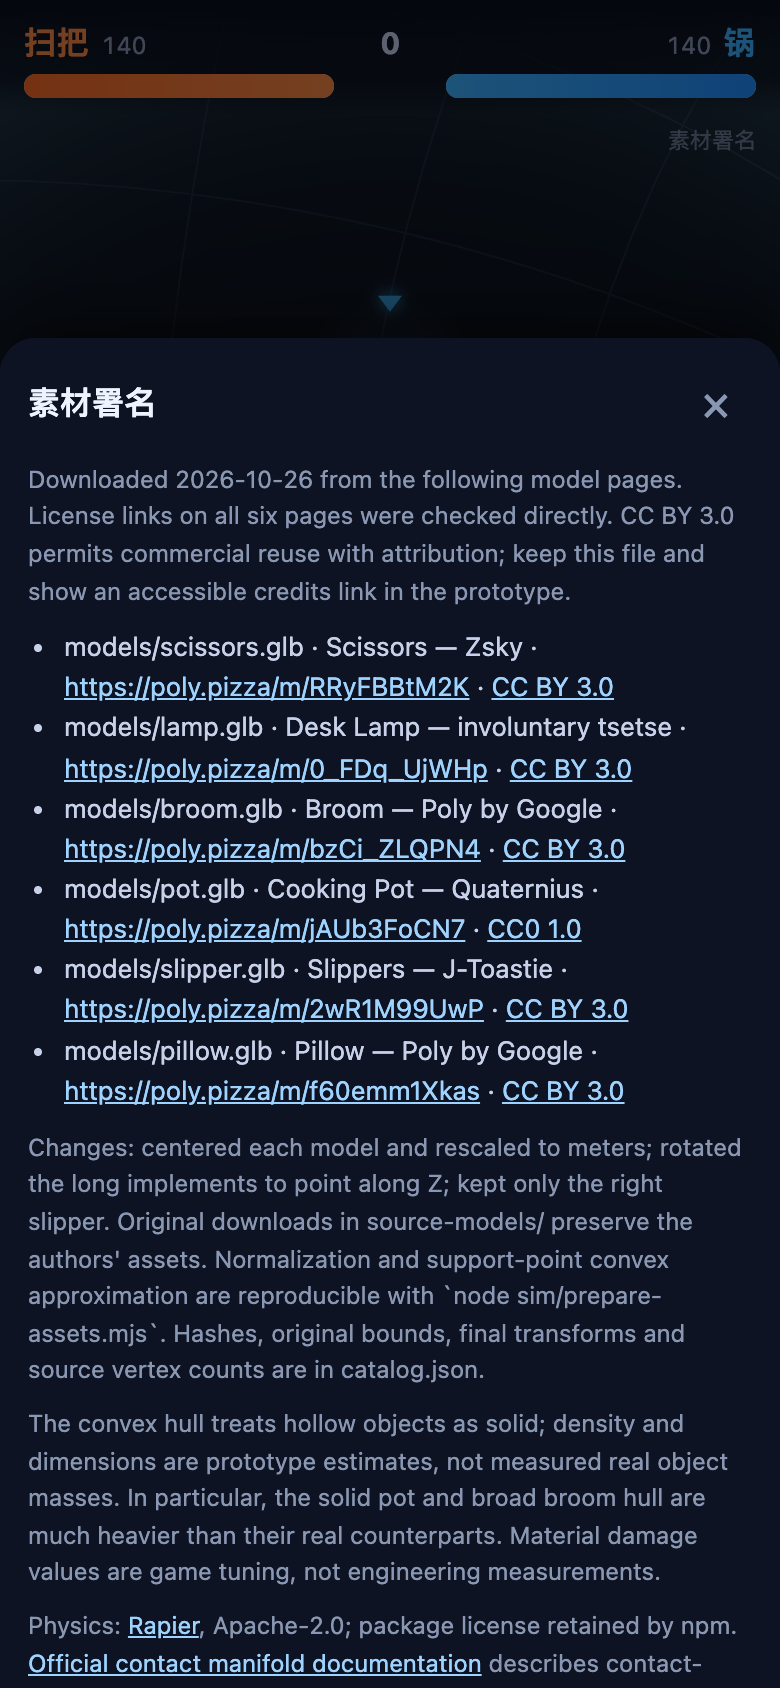 扫把 140 0 140 锅
素材署名
素材署名
Downloaded 2026-10-26 from the following model pages.
License links on all six pages were checked directly. CC BY 3.0
permits commercial reuse with attribution; keep this file and
show an accessible credits link in the prototype.
• models/scissors.glb · Scissors — Zsky ·
https://poly.pizza/m/RRyFBBtM2K · CC BY 3.0
• models/lamp.glb · Desk Lamp — involuntary tsetse ·
https://poly.pizza/m/0_FDq_UjWHp · CC BY 3.0
• models/broom.glb · Broom — Poly by Google ·
https://poly.pizza/m/bzCi_ZLQPN4 · CC BY 3.0
• models/pot.glb · Cooking Pot — Quaternius ·
https://poly.pizza/m/jAUb3FoCN7 · CC0 1.0
• models/slipper.glb · Slippers — J-Toastie ·
https://poly.pizza/m/2wR1M99UwP · CC BY 3.0
• models/pillow.glb · Pillow — Poly by Google ·
https://poly.pizza/m/f60emm1Xkas · CC BY 3.0
Changes: centered each model and rescaled to meters; rotated
the long implements to point along Z; kept only the right
slipper. Original downloads in source-models/ preserve the
authors' assets. Normalization and support-point convex
approximation are reproducible with `node sim/prepare-
assets.mjs`. Hashes, original bounds, final transforms and
source vertex counts are in catalog.json.
The convex hull treats hollow objects as solid; density and
dimensions are prototype estimates, not measured real object
masses. In particular, the solid pot and broad broom hull are
much heavier than their real counterparts. Material damage
values are game tuning, not engineering measurements.
Physics: Rapier, Apache-2.0; package license retained by npm.
Official contact manifold documentation describes contact-